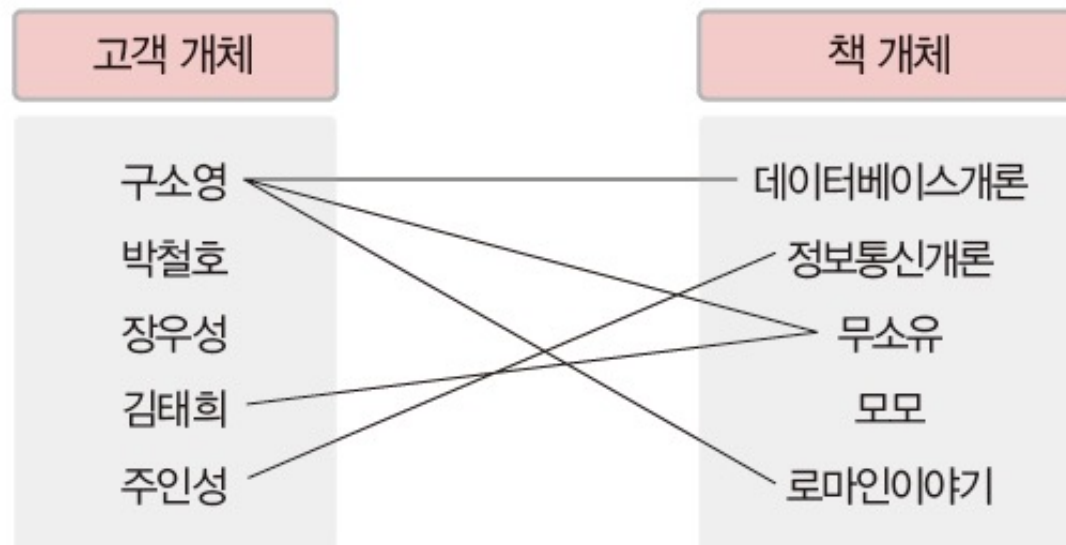 고객 개체
책 개체
구소영
데이터베이스개론
박철호
정보통신개론
장우성
무소유
김태희
모모
주인성
로마인이야기